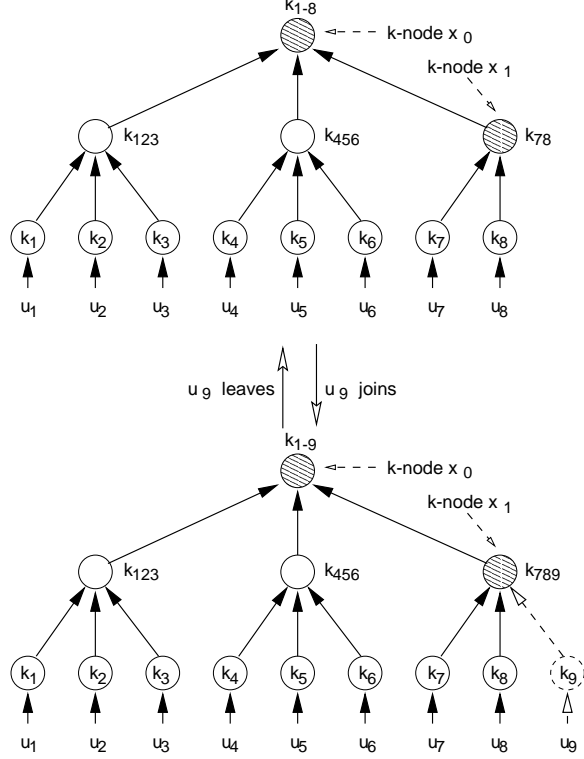 k1-8
k-node x 0
k-node x 1
k123 k456 k78
k1 k2 k3 k4 k5 k6 k7 k8
u1 u2 u3 u4 u5 u6 u7 u8
u 9 leaves u 9 joins
k1-9
k-node x 0
k-node x 1
k123 k456 k789
k1 k2 k3 k4 k5 k6 k7 k8 k9
u1 u2 u3 u4 u5 u6 u7 u8 u9